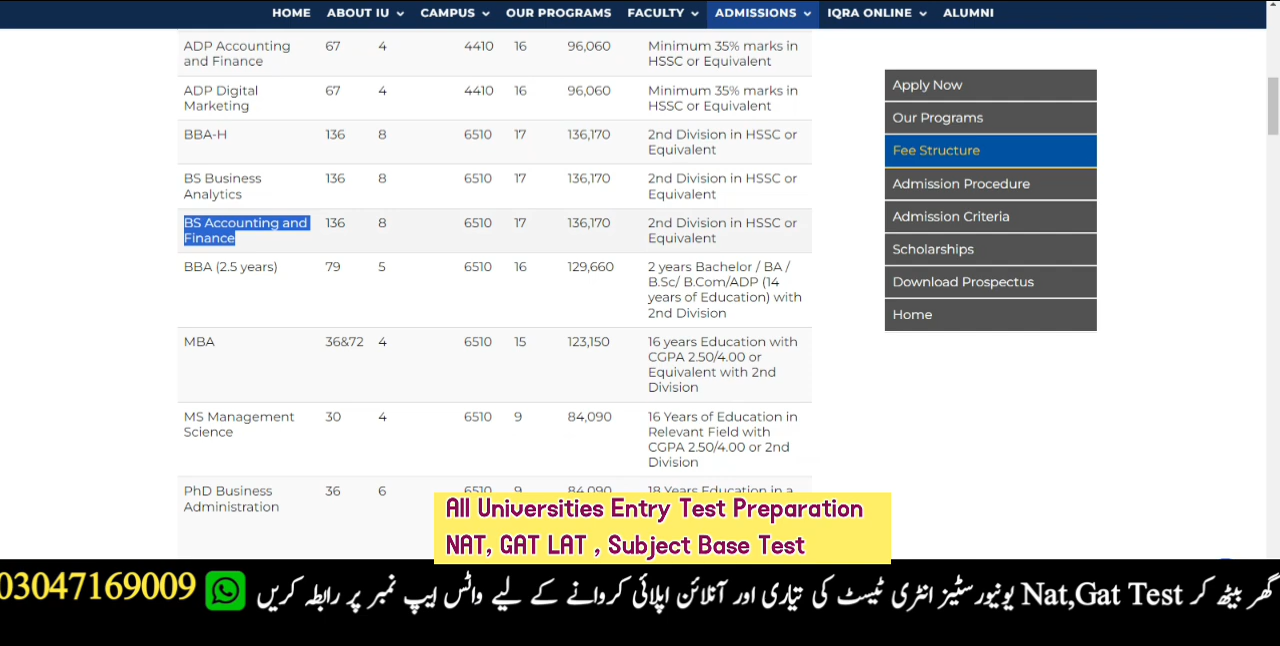 HOME ABOUT IU CAMPUS OUR PROGRAMS FACULTY ADMISSIONS IQRA ONLINE ALUMNI
ADP Accounting and Finance 67 4 4410 16 96,060 Minimum 35% marks in HSSC or Equivalent
ADP Digital Marketing 67 4 4410 16 96,060 Minimum 35% marks in HSSC or Equivalent
BBA-H 136 8 6510 17 136,170 2nd Division in HSSC or Equivalent
BS Business Analytics 136 8 6510 17 136,170 2nd Division in HSSC or Equivalent
BS Accounting and Finance 136 8 6510 17 136,170 2nd Division in HSSC or Equivalent
BBA (2.5 years) 79 5 6510 16 129,660 2 years Bachelor / BA / B.Sc/ B.Com/ADP (14 years of Education) with 2nd Division
MBA 36&72 4 6510 15 123,150 16 years Education with CGPA 2.50/4.00 or Equivalent with 2nd Division
MS Management Science 30 4 6510 9 84,090 16 Years of Education in Relevant Field with CGPA 2.50/4.00 or 2nd Division
PhD Business Administration 36 6 6510 9 84,090 18 Years Education in a
Apply Now
Our Programs
Fee Structure
Admission Procedure
Admission Criteria
Scholarships
Download Prospectus
Home
All Universities Entry Test Preparation
NAT, GAT LAT , Subject Base Test
گھر بیٹھ کر Nat,Gat Test یونیورسٹیز انٹری ٹیسٹ کی تیاری اور آنلائن اپلائی کروانے کے لیے واٹس ایپ نمبر پر رابطہ کریں 03047169009